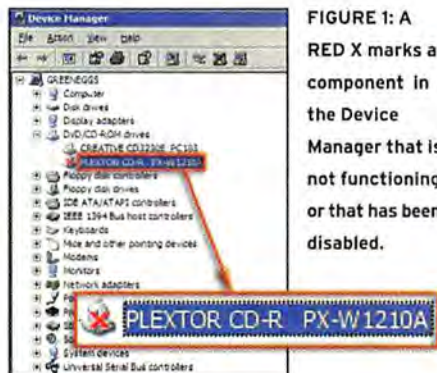 Device Manager
File Action View Help
GREENEGGS
Computer
Disk drives
Display adapters
DVD/CD-ROM drives
CREATIVE CD3230E PC103
PLEXTOR CD-R PX-W1210A
Floppy disk controllers
Floppy disk drives
IDE ATA/ATAPI controllers
IEEE 1394 Bus host controllers
Keyboards
Mice and other pointing devices
Modems
Monitors
Network adapters
System devices
Universal Serial Bus controllers
PLEXTOR CD-R PX-W1210A
FIGURE 1: A
RED X marks a
component in
the Device
Manager that is
not functioning
or that has been
disabled.